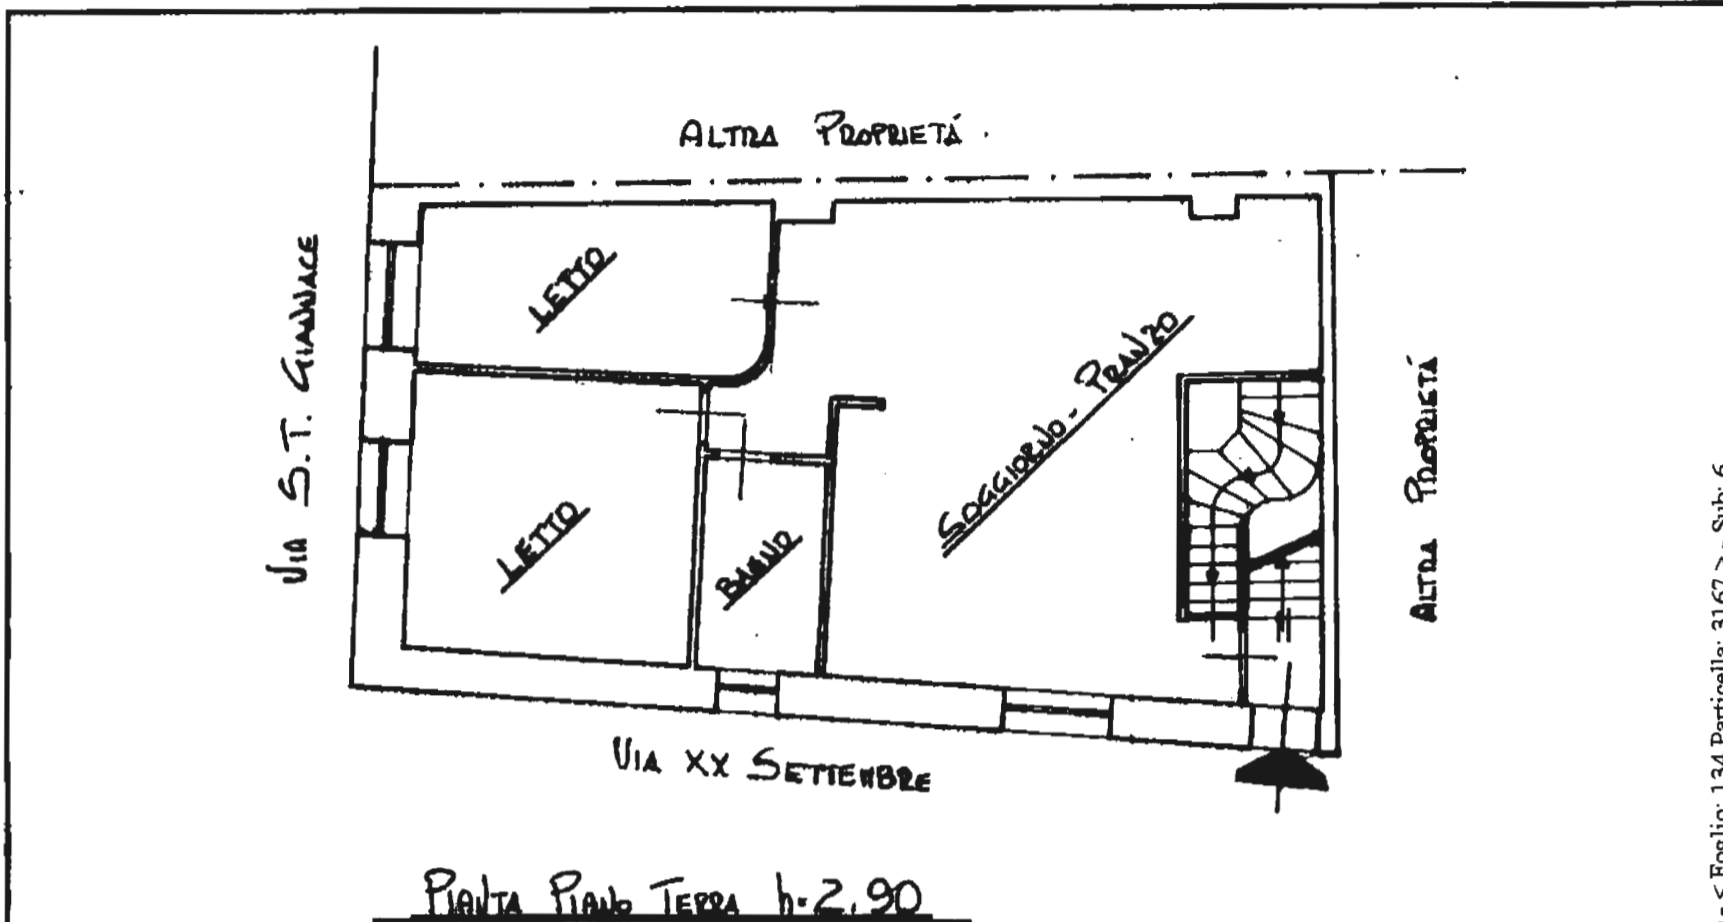 ALTRA PROPRIETÁ
VIA S.T. GIANNACE
LETTO
SOGGIORNO - PRANZO
LETTO
BAGNO
ALTRA PROPRIETÁ
VIA XX SETTEMBRE
PIANTA PIANO TERRA h=2.90
< Foglio: 134 Particella: 3167 > - Sub: 6